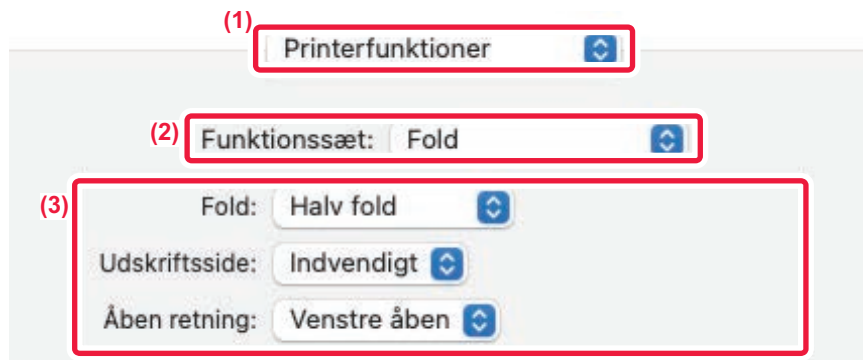 (1)
Printerfunktioner
(2) Funktionssæt: Fold
(3) Fold: Halv fold
Udskriftsside: Indvendigt
Åben retning: Venstre åben